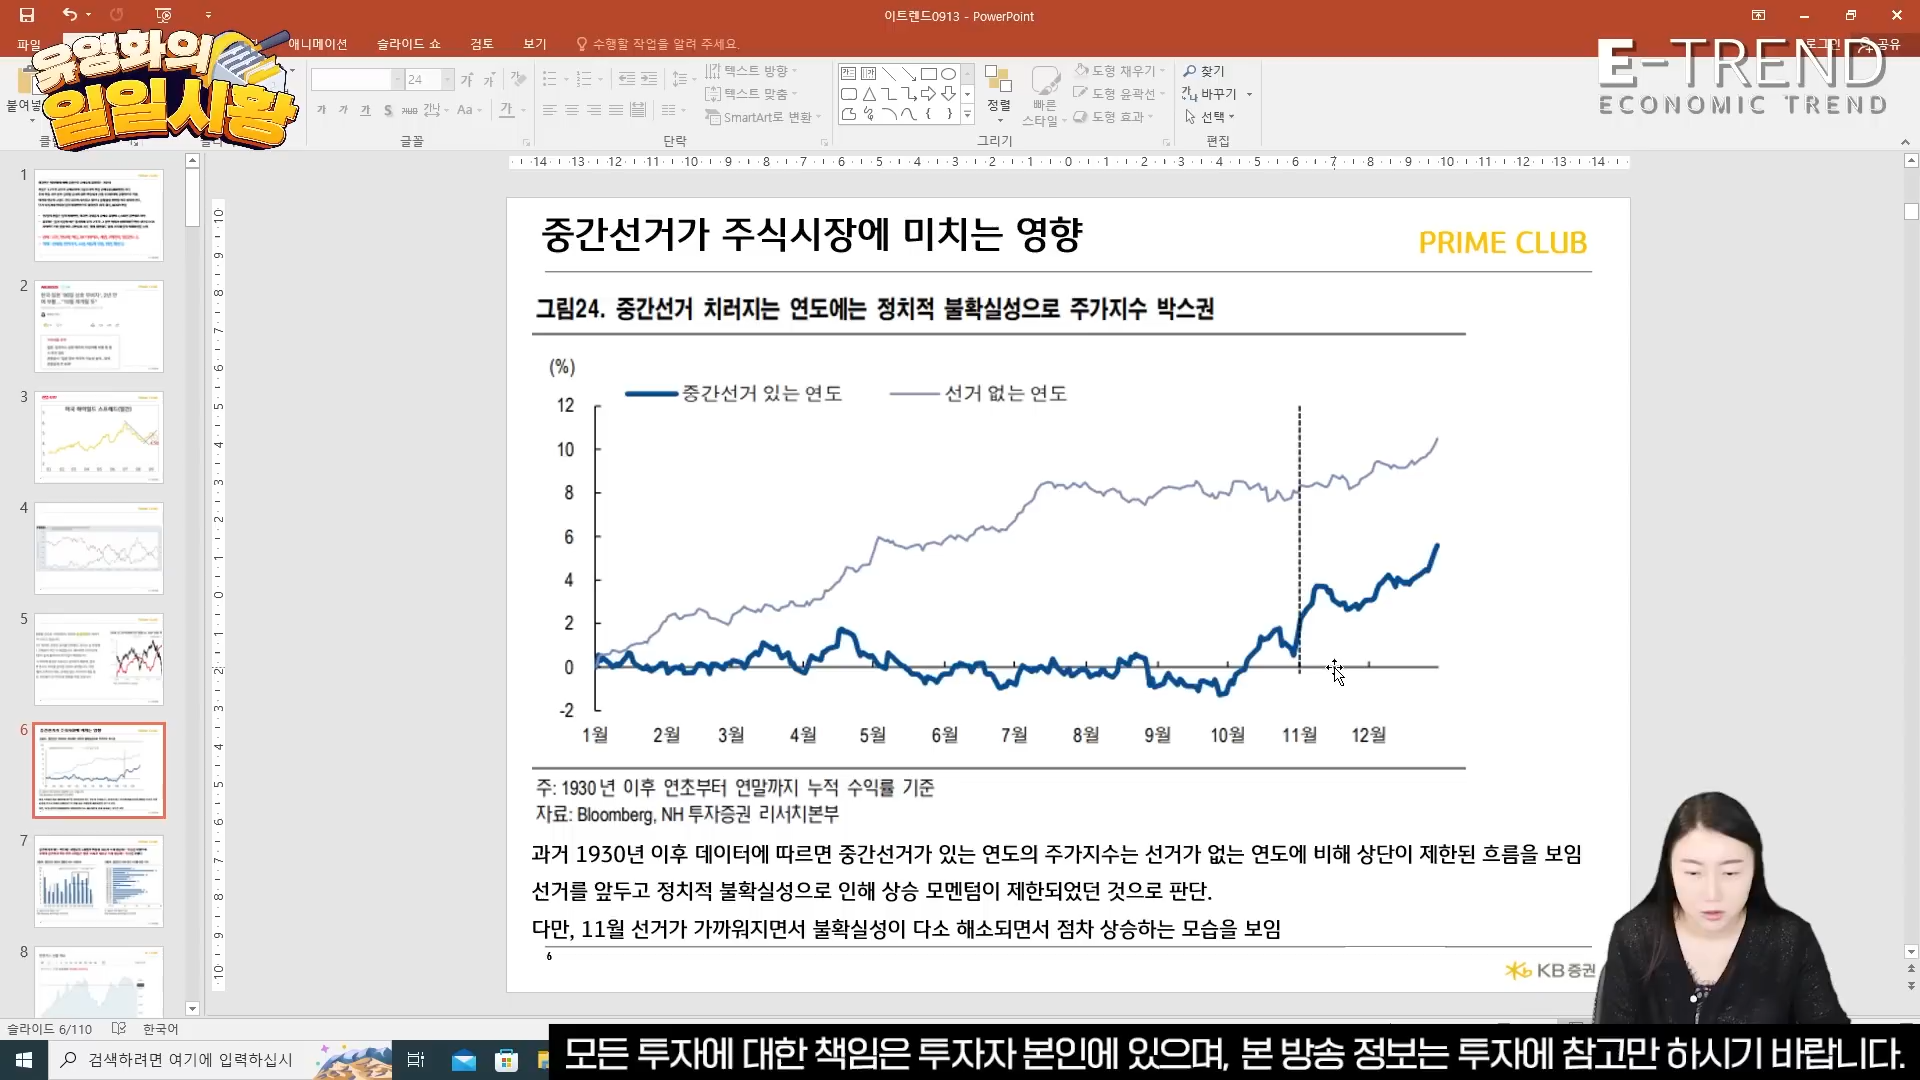 이트렌드0913 - PowerPoint
파일
애니메이션
슬라이드 쇼
검토
보기
수행할 작업을 알려 주세요.
로그인
공유
유영화의
일일시황
E-TREND
ECONOMIC TREND
24
텍스트 방향
텍스트 맞춤
SmartArt로 변환
정렬
빠른
스타일
도형 채우기
도형 윤곽선
도형 효과
찾기
바꾸기
선택
글꼴
단락
그리기
편집
중간선거가 주식시장에 미치는 영향
PRIME CLUB
그림24. 중간선거 치러지는 연도에는 정치적 불확실성으로 주가지수 박스권
(%)
중간선거 있는 연도
선거 없는 연도
12
10
8
6
4
2
0
-2
1월 2월 3월 4월 5월 6월 7월 8월 9월 10월 11월 12월
주: 1930년 이후 연초부터 연말까지 누적 수익률 기준
자료: Bloomberg, NH투자증권 리서치본부
과거 1930년 이후 데이터에 따르면 중간선거가 있는 연도의 주가지수는 선거가 없는 연도에 비해 상단이 제한된 흐름을 보임
선거를 앞두고 정치적 불확실성으로 인해 상승 모멘텀이 제한되었던 것으로 판단.
다만, 11월 선거가 가까워지면서 불확실성이 다소 해소되면서 점차 상승하는 모습을 보임
6
KB증권
1
2
3
4
5
6
7
8
슬라이드 6/110
한국어
검색하려면 여기에 입력하십시
모든 투자에 대한 책임은 투자자 본인에 있으며, 본 방송 정보는 투자에 참고만 하시기 바랍니다.